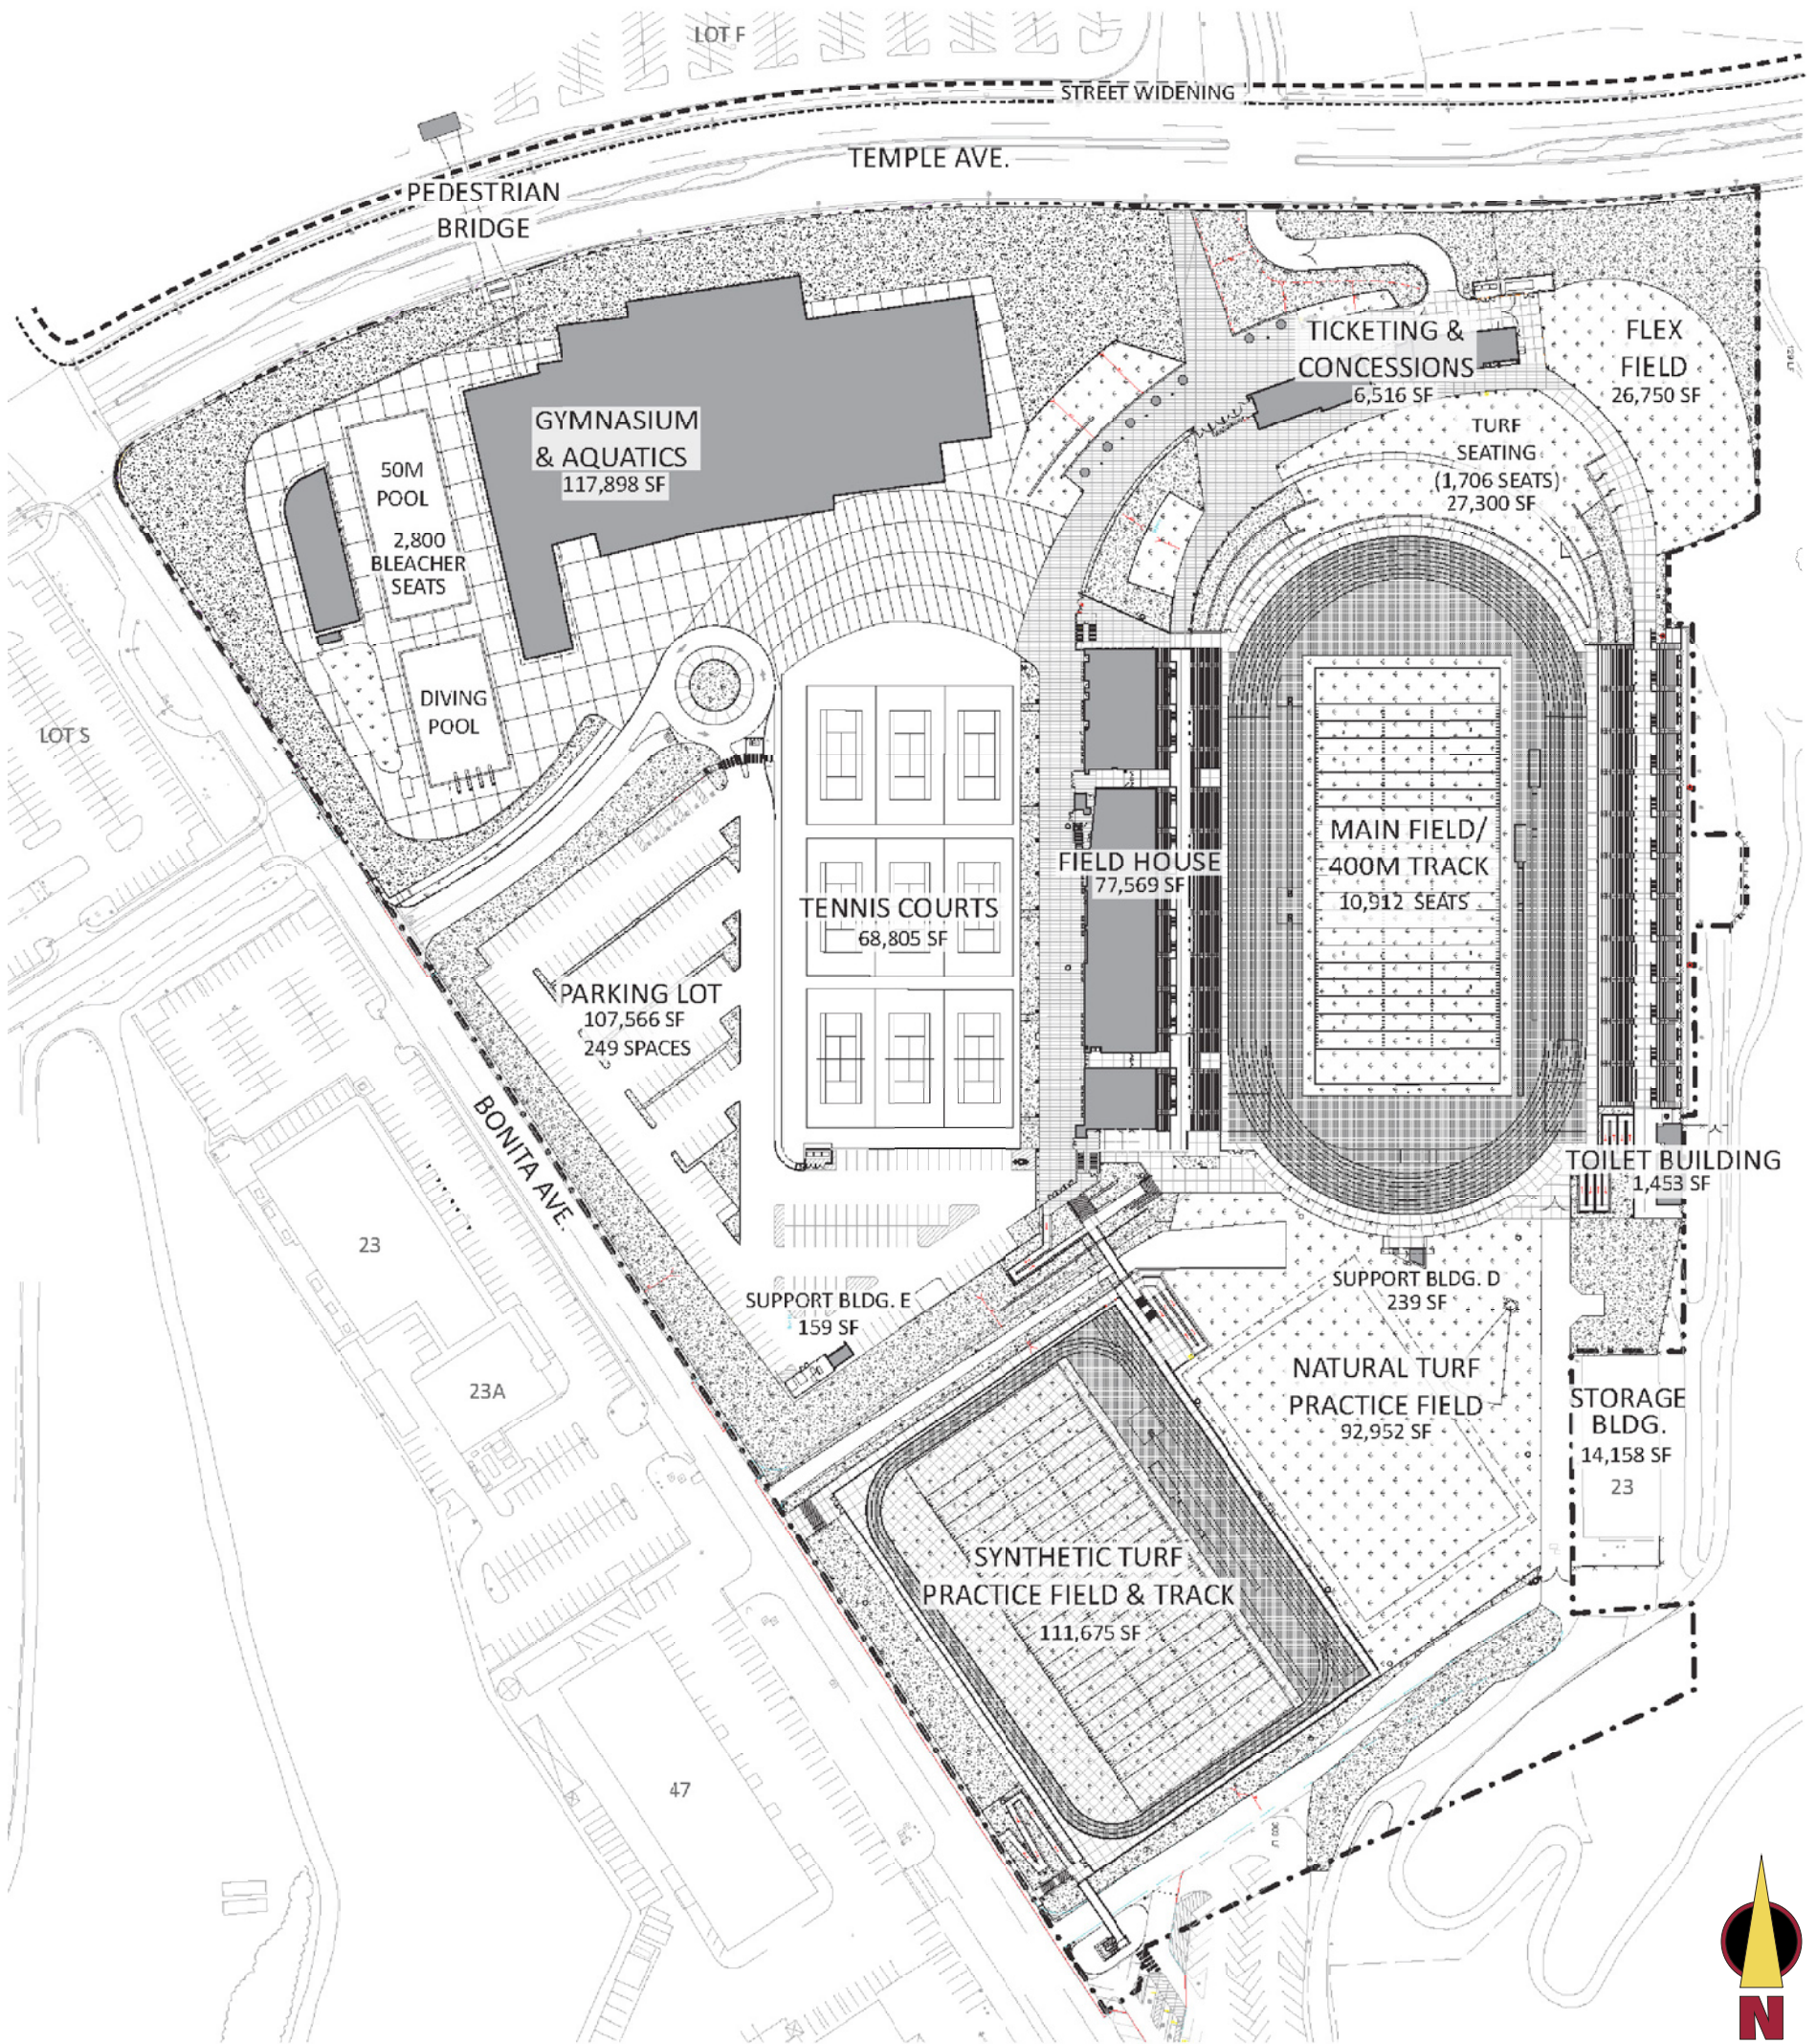 LOT F
STREET WIDENING
TEMPLE AVE.
PEDESTRIAN
BRIDGE
TICKETING &
CONCESSIONS
6,516 SF
FLEX
FIELD
26,750 SF
GYMNASIUM
& AQUATICS
117,898 SF
TURF
SEATING
(1,706 SEATS)
27,300 SF
50M
POOL
2,800
BLEACHER
SEATS
DIVING
POOL
LOT S
MAIN FIELD/
400M TRACK
10,912 SEATS
FIELD HOUSE
77,569 SF
TENNIS COURTS
68,805 SF
PARKING LOT
107,566 SF
249 SPACES
BONITA AVE.
TOILET BUILDING
1,453 SF
23
SUPPORT BLDG. D
239 SF
SUPPORT BLDG. E
159 SF
NATURAL TURF
PRACTICE FIELD
92,952 SF
23A
STORAGE
BLDG.
14,158 SF
23
SYNTHETIC TURF
PRACTICE FIELD & TRACK
111,675 SF
47
N